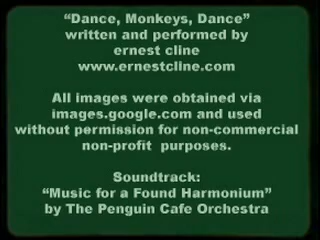 “Dance, Monkeys, Dance”
written and performed by
ernest cline
www.ernestcline.com
All images were obtained via
images.google.com and used
without permission for non-commercial
non-profit purposes.
Soundtrack:
“Music for a Found Harmonium”
by The Penguin Cafe Orchestra